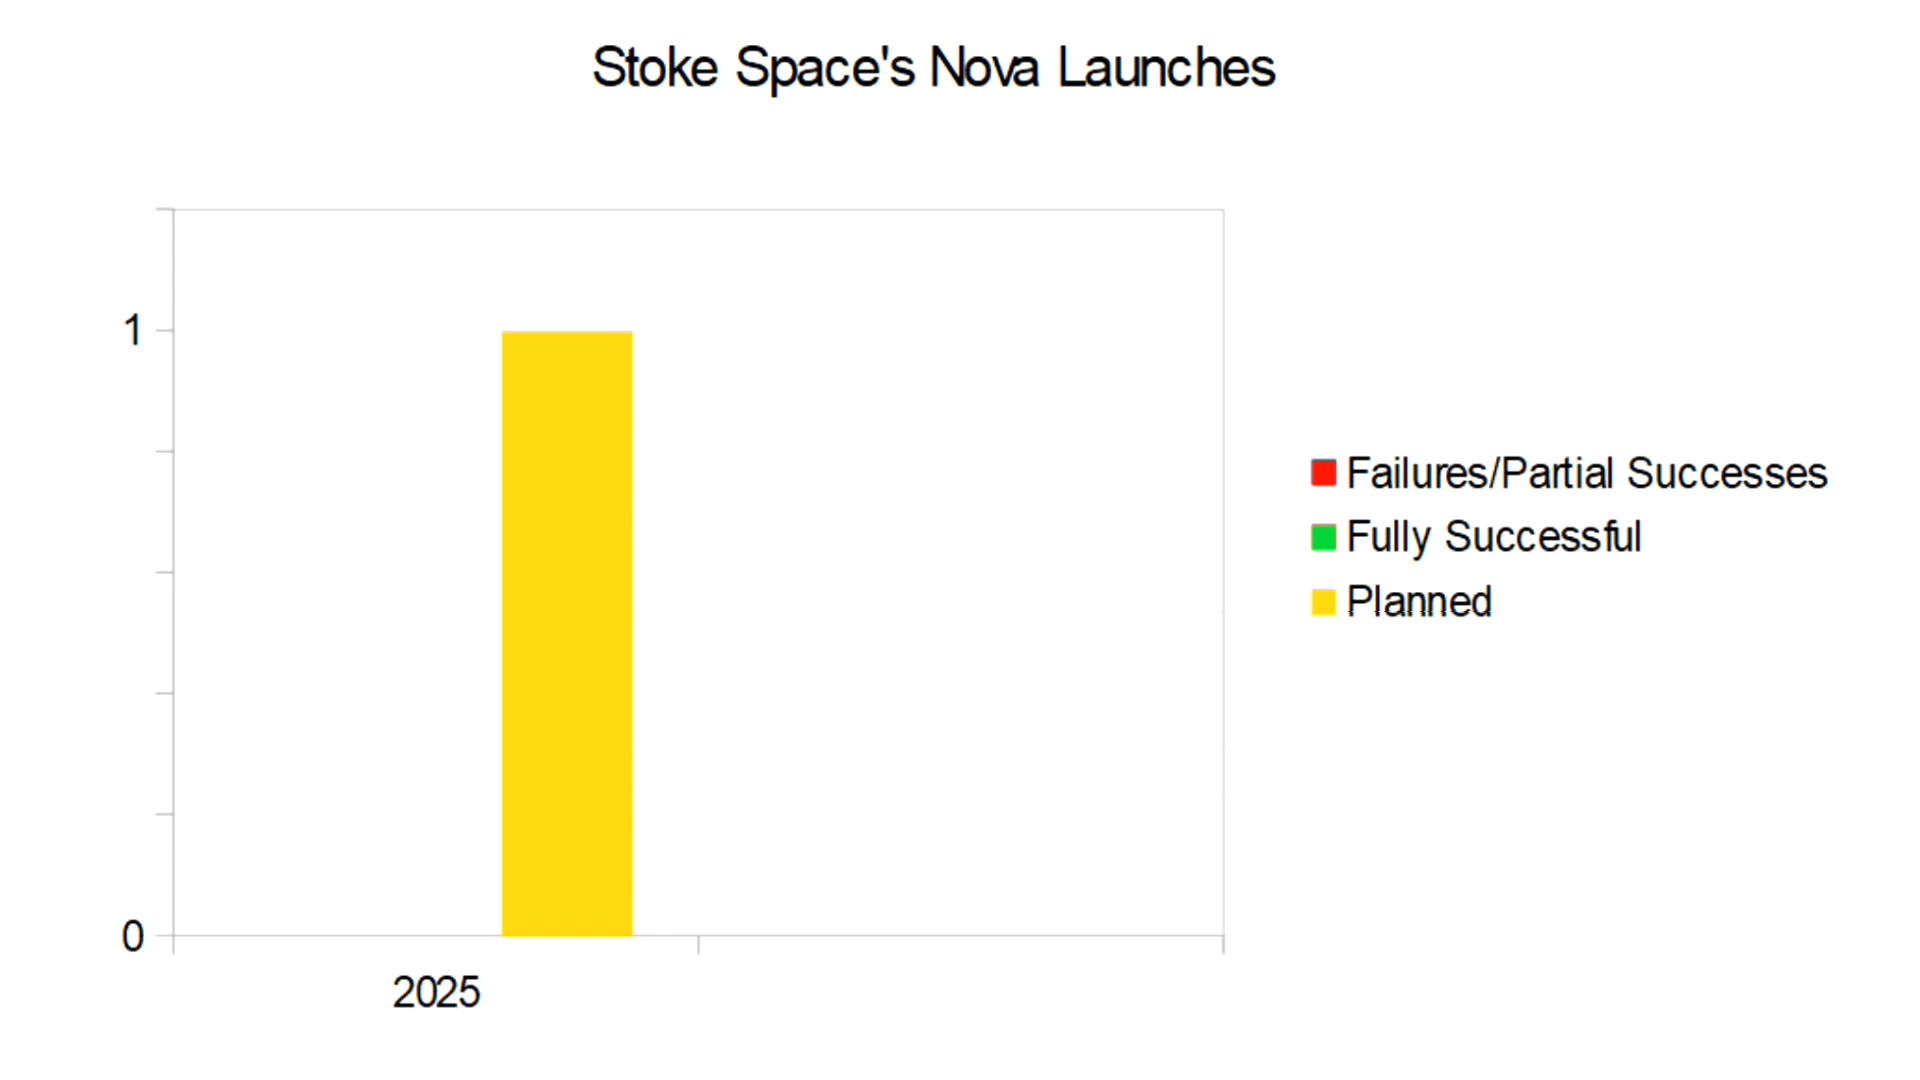 Stoke Space's Nova Launches
1
0
2025
Failures/Partial Successes
Fully Successful
Planned